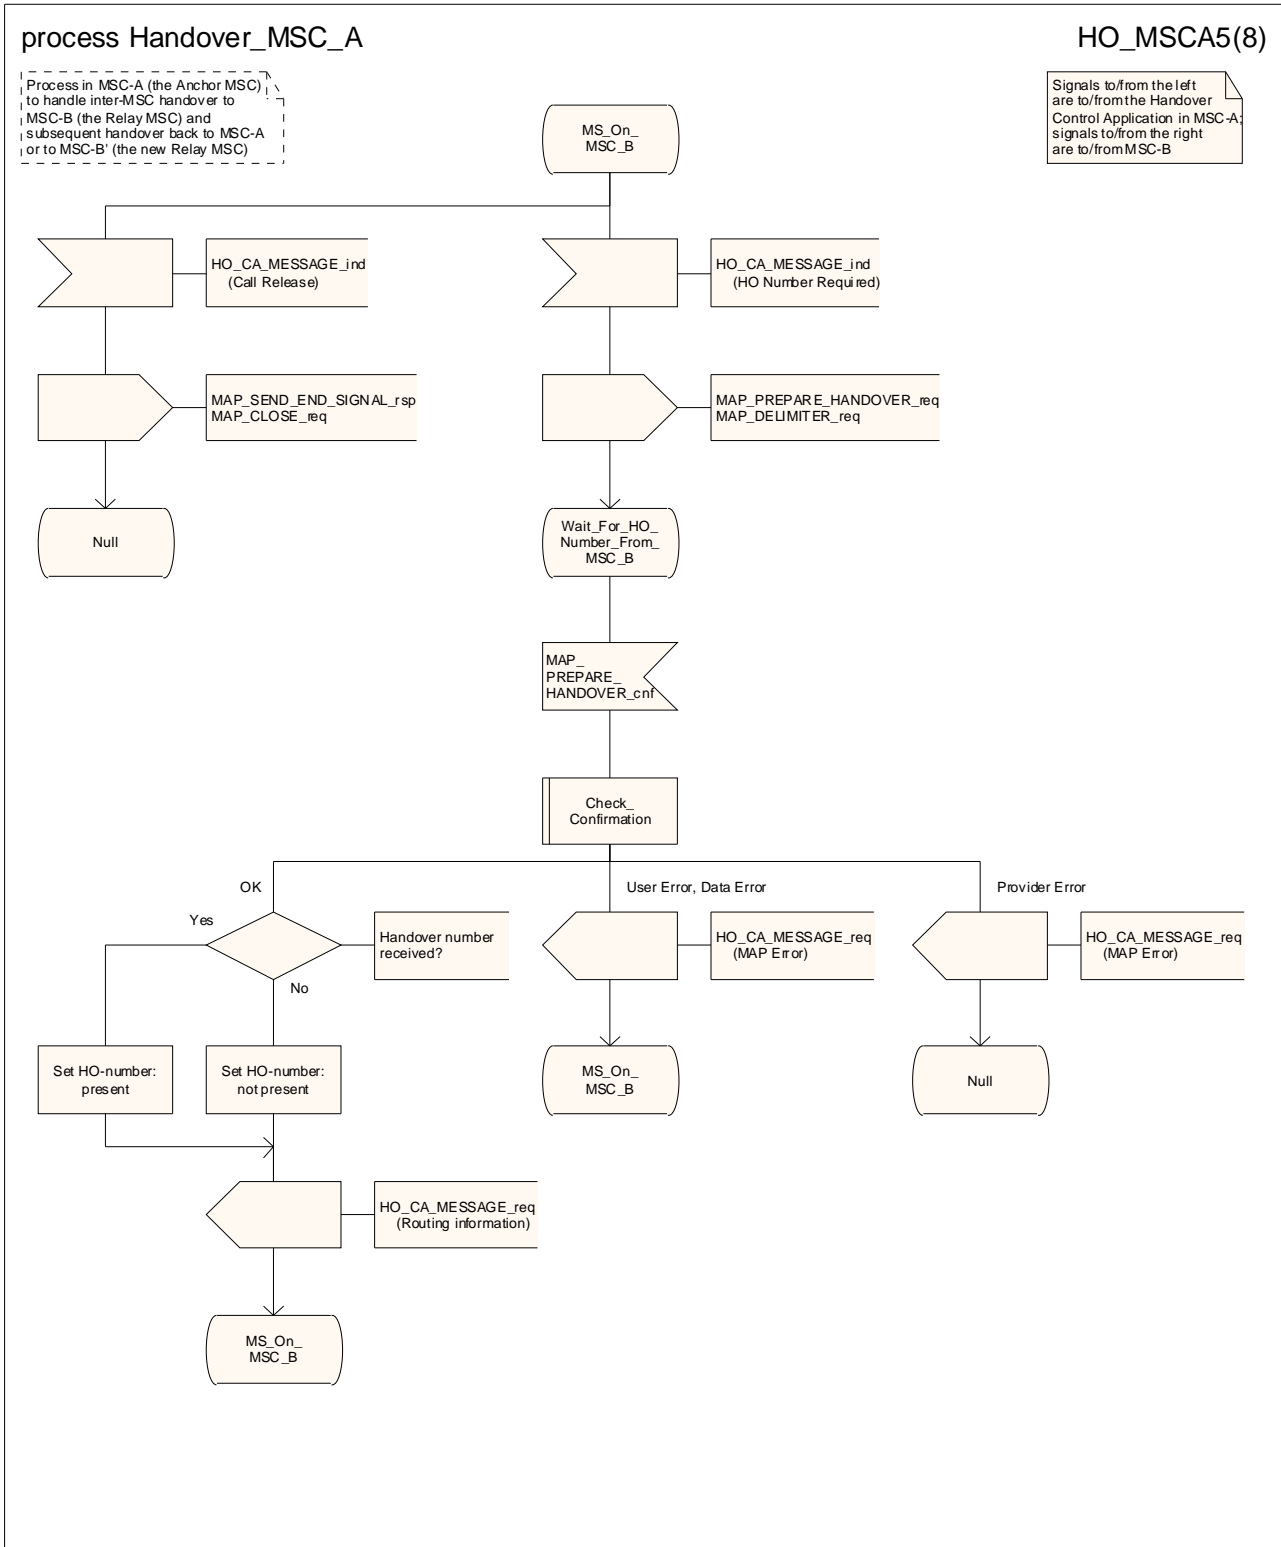 process Handover_MSC_A
HO_MSCA5(8)
Process in MSC-A (the Anchor MSC)
to handle inter-MSC handover to
MSC-B (the Relay MSC) and
subsequent handover back to MSC-A
or to MSC-B' (the new Relay MSC)
Signals to/from the left
are to/from the Handover
Control Application in MSC-A;
signals to/from the right
are to/from MSC-B
MS_On_
MSC_B
HO_CA_MESSAGE_ind
(Call Release)
HO_CA_MESSAGE_ind
(HO Number Required)
MAP_SEND_END_SIGNAL_rsp
MAP_CLOSE_req
MAP_PREPARE_HANDOVER_req
MAP_DELIMITER_req
Null
Wait_For_HO_
Number_From_
MSC_B
MAP_
PREPARE_
HANDOVER_cnf
Check_
Confirmation
OK
User Error, Data Error
Provider Error
Yes
Handover number
received?
No
HO_CA_MESSAGE_req
(MAP Error)
HO_CA_MESSAGE_req
(MAP Error)
Set HO-number:
present
Set HO-number:
not present
MS_On_
MSC_B
Null
HO_CA_MESSAGE_req
(Routing information)
MS_On_
MSC_B